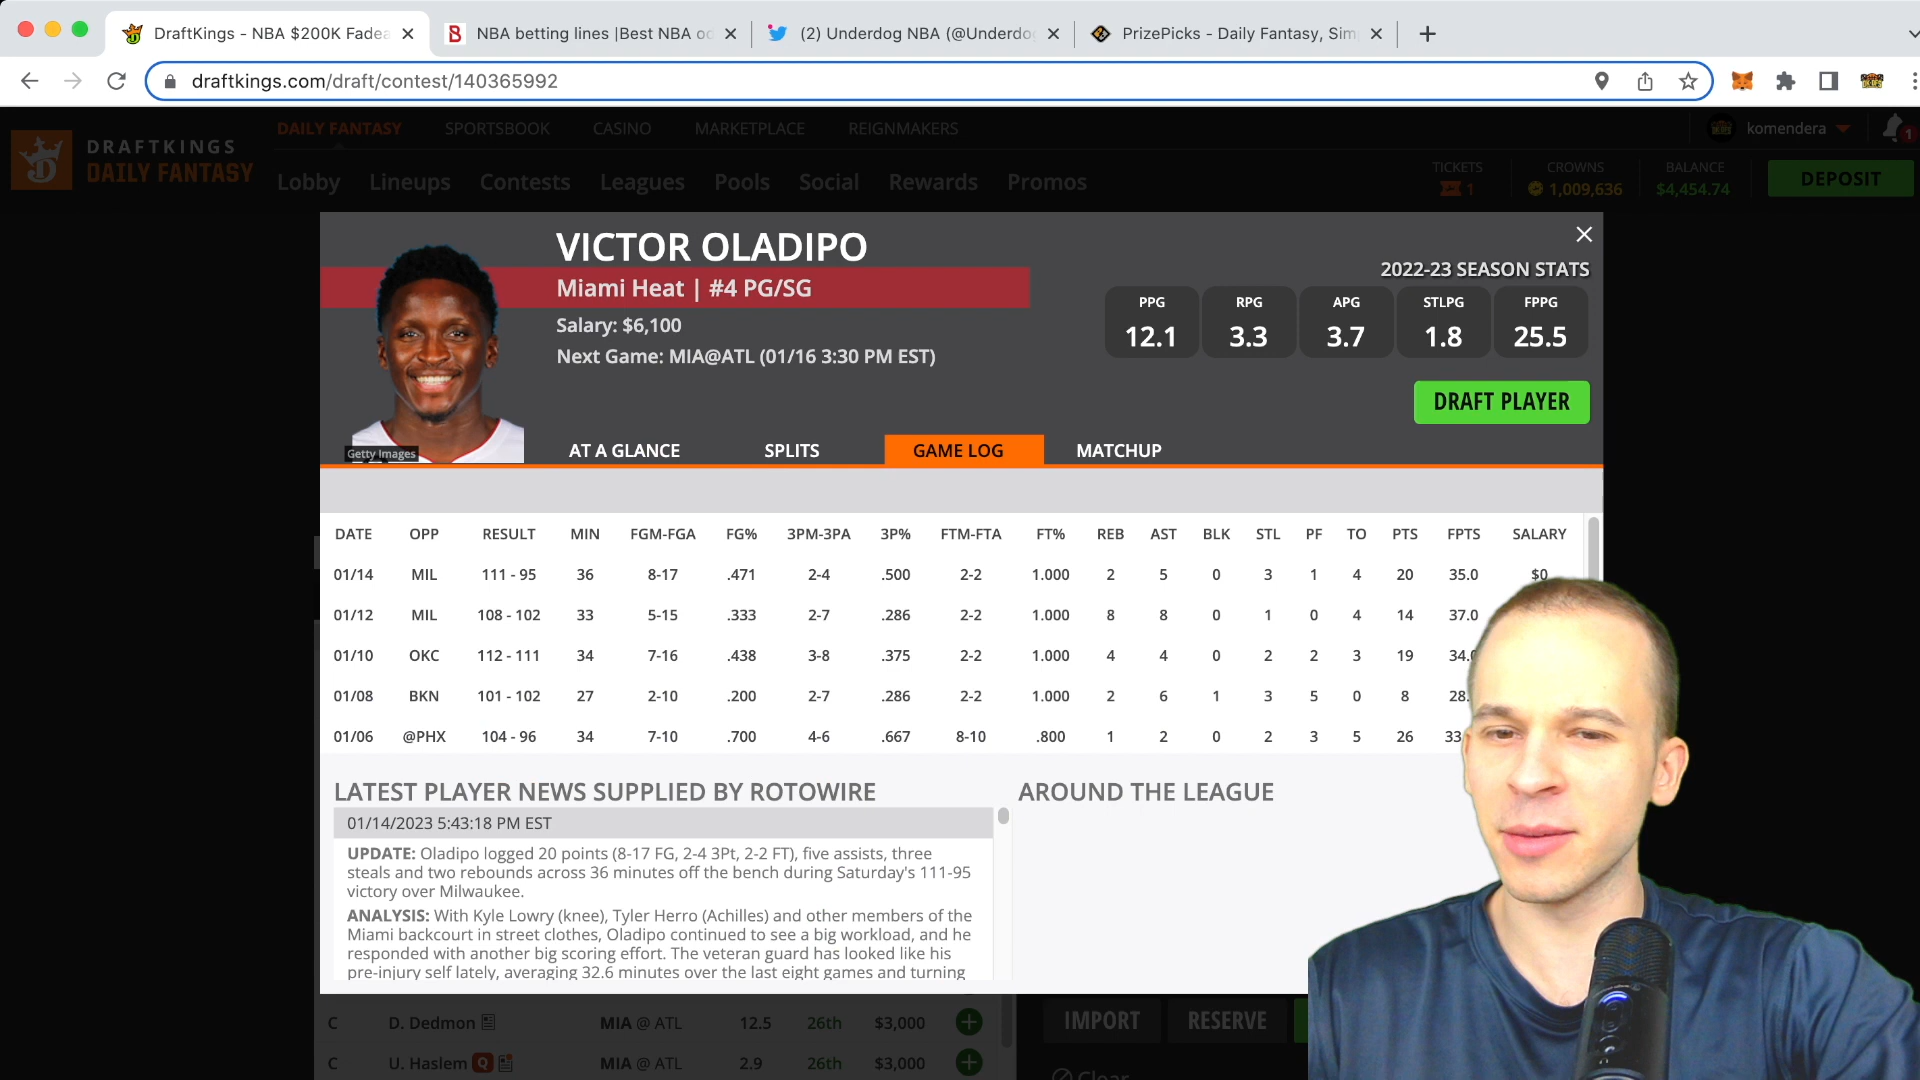 DraftKings - NBA $200K Fadea
NBA betting lines |Best NBA o
(2) Underdog NBA (@Underdo
PrizePicks - Daily Fantasy, Sim
draftkings.com/draft/contest/140365992
DAILY FANTASY SPORTSBOOK CASINO MARKETPLACE REIGNMAKERS
komendera
1
DRAFTKINGS
DAILY FANTASY
Lobby Lineups Contests Leagues Pools Social Rewards Promos
TICKETS
1
CROWNS
1,009,636
BALANCE
$4,454.74
DEPOSIT
VICTOR OLADIPO
Miami Heat | #4 PG/SG
Salary: $6,100
Next Game: MIA@ATL (01/16 3:30 PM EST)
Getty Images
2022-23 SEASON STATS
PPG RPG APG STLPG FPPG
12.1 3.3 3.7 1.8 25.5
DRAFT PLAYER
AT A GLANCE SPLITS GAME LOG MATCHUP
DATE OPP RESULT MIN FGM-FGA FG% 3PM-3PA 3P% FTM-FTA FT% REB AST BLK STL PF TO PTS FPTS SALARY
01/14 MIL 111 - 95 36 8-17 .471 2-4 .500 2-2 1.000 2 5 0 3 1 4 20 35.0 $0
01/12 MIL 108 - 102 33 5-15 .333 2-7 .286 2-2 1.000 8 8 0 1 0 4 14 37.0
01/10 OKC 112 - 111 34 7-16 .438 3-8 .375 2-2 1.000 4 4 0 2 2 3 19 34.0
01/08 BKN 101 - 102 27 2-10 .200 2-7 .286 2-2 1.000 2 6 1 3 5 0 8 28.
01/06 @PHX 104 - 96 34 7-10 .700 4-6 .667 8-10 .800 1 2 0 2 3 5 26 33
LATEST PLAYER NEWS SUPPLIED BY ROTOWIRE
01/14/2023 5:43:18 PM EST
UPDATE: Oladipo logged 20 points (8-17 FG, 2-4 3Pt, 2-2 FT), five assists, three
steals and two rebounds across 36 minutes off the bench during Saturday's 111-95
victory over Milwaukee.
ANALYSIS: With Kyle Lowry (knee), Tyler Herro (Achilles) and other members of the
Miami backcourt in street clothes, Oladipo continued to see a big workload, and he
responded with another big scoring effort. The veteran guard has looked like his
pre-injury self lately, averaging 32.6 minutes over the last eight games and turning
AROUND THE LEAGUE
C D. Dedmon MIA @ ATL 12.5 26th $3,000
C U. Haslem Q MIA @ ATL 2.9 26th $3,000
IMPORT RESERVE
Clear